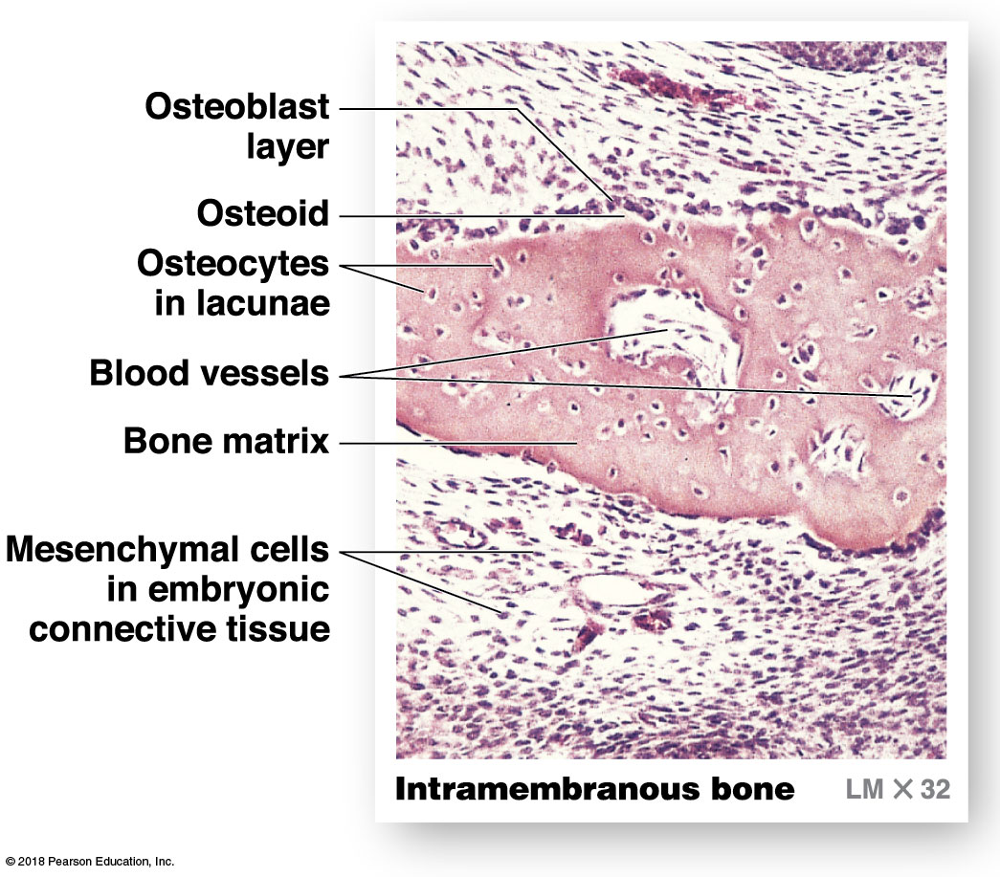 Osteoblast
layer
Osteoid
Osteocytes
in lacunae
Blood vessels
Bone matrix
Mesenchymal cells
in embryonic
connective tissue
Intramembranous bone
LM × 32
© 2018 Pearson Education, Inc.